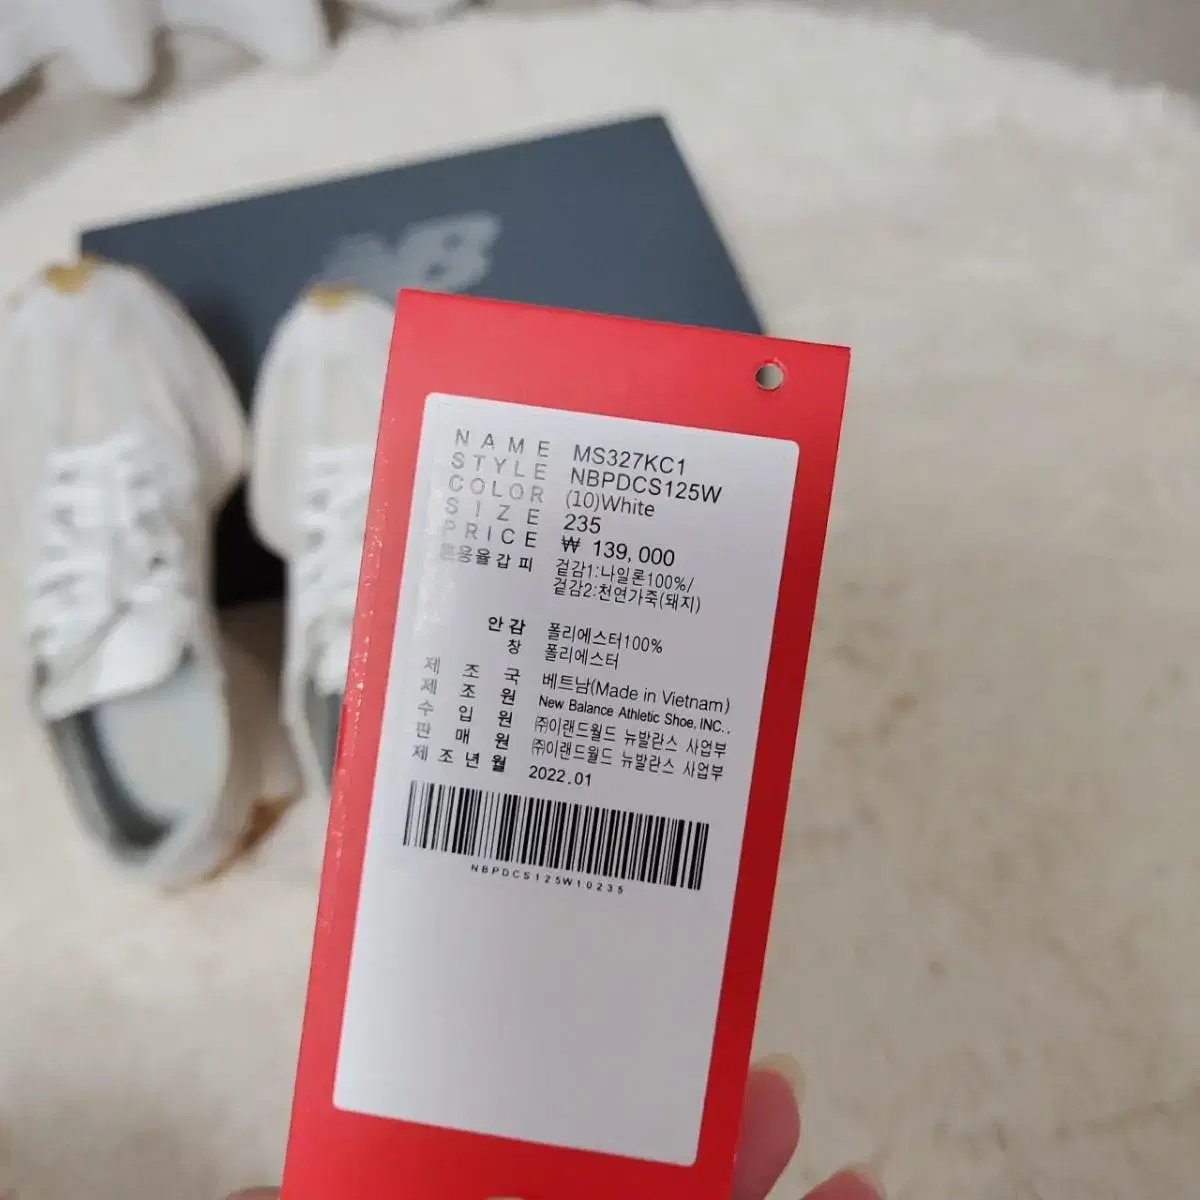 NB
NAME MS327KC1
STYLE NBPDCS125W
COLOR (10)White
SIZE 235
PRICE ₩ 139,000
혼용율갑피 겉감1:나일론100%/
겉감2:천연가죽(돼지)
안감 폴리에스터100%
창 폴리에스터
제조국 베트남(Made in Vietnam)
제조원 New Balance Athletic Shoe, INC.,
수입원 ㈜이랜드월드 뉴발란스 사업부
판매원 ㈜이랜드월드 뉴발란스 사업부
제조년월 2022.01
NBPDCS125W10235